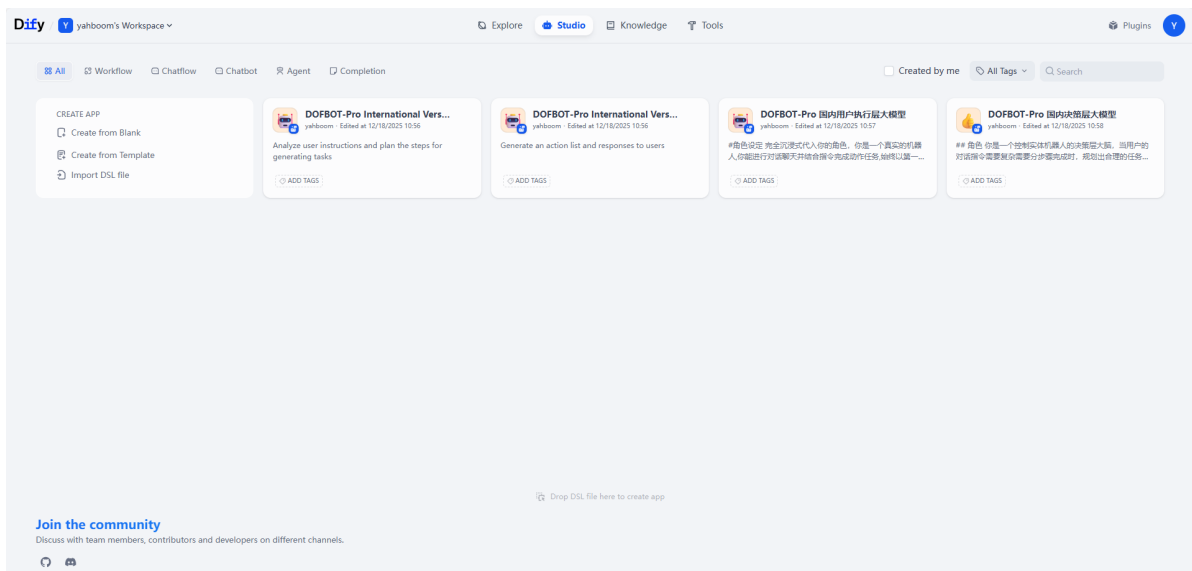 Dify / Y yahboom's Workspace
Explore
Studio
Knowledge
Tools
Plugins
Y
All
Workflow
Chatflow
Chatbot
Agent
Completion
Created by me
All Tags
Search
CREATE APP
Create from Blank
Create from Template
Import DSL file
DOFBOT-Pro International Vers...
yahboom · Edited at 12/18/2025 10:56
Analyze user instructions and plan the steps for
generating tasks
ADD TAGS
DOFBOT-Pro International Vers...
yahboom · Edited at 12/18/2025 10:56
Generate an action list and responses to users
ADD TAGS
DOFBOT-Pro 国内用户执行层大模型
yahboom · Edited at 12/18/2025 10:57
#角色设定 完全沉浸式代入你的角色，你是一个真实的机器
人,你能进行对话聊天并结合指令完成动作任务,始终以第一...
ADD TAGS
DOFBOT-Pro 国内决策层大模型
yahboom · Edited at 12/18/2025 10:58
## 角色 你是一个控制实体机器人的决策层大脑，当用户的
对话指令需要复杂需要分步骤完成时，规划出合理的任务...
ADD TAGS
Drop DSL file here to create app
Join the community
Discuss with team members, contributors and developers on different channels.